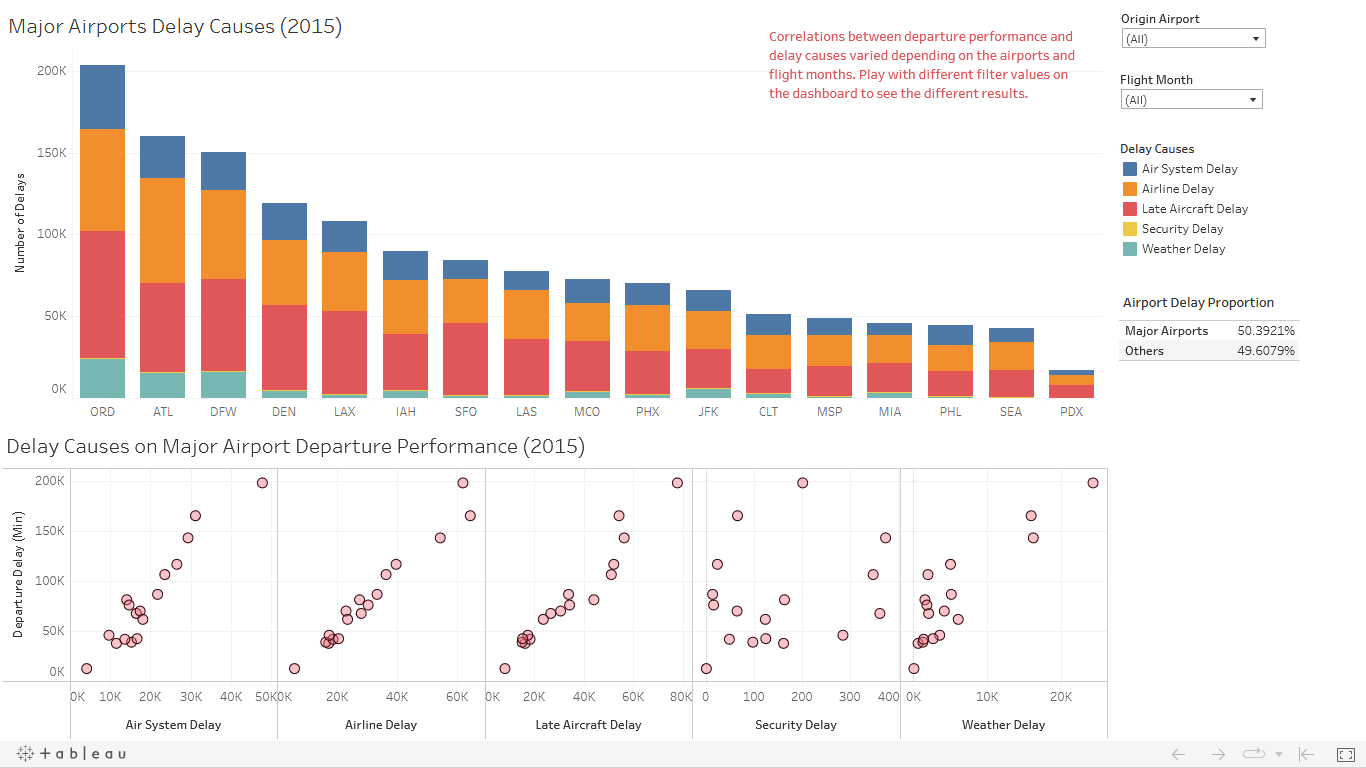 Major Airports Delay Causes (2015)
Correlations between departure performance and
delay causes varied depending on the airports and
flight months. Play with different filter values on
the dashboard to see the different results.
Origin Airport
(All)
Flight Month
(All)
Delay Causes
Air System Delay
Airline Delay
Late Aircraft Delay
Security Delay
Weather Delay
Airport Delay Proportion
Major Airports 50.3921%
Others 49.6079%
Number of Delays
200K
150K
100K
50K
0K
ORD ATL DFW DEN LAX IAH SFO LAS MCO PHX JFK CLT MSP MIA PHL SEA PDX
Delay Causes on Major Airport Departure Performance (2015)
Departure Delay (Min)
200K
150K
100K
50K
0K
0K 10K 20K 30K 40K 50K 0K 20K 40K 60K 0K 20K 40K 60K 80K 0 100 200 300 400 0K 10K 20K
Air System Delay Airline Delay Late Aircraft Delay Security Delay Weather Delay
tableau